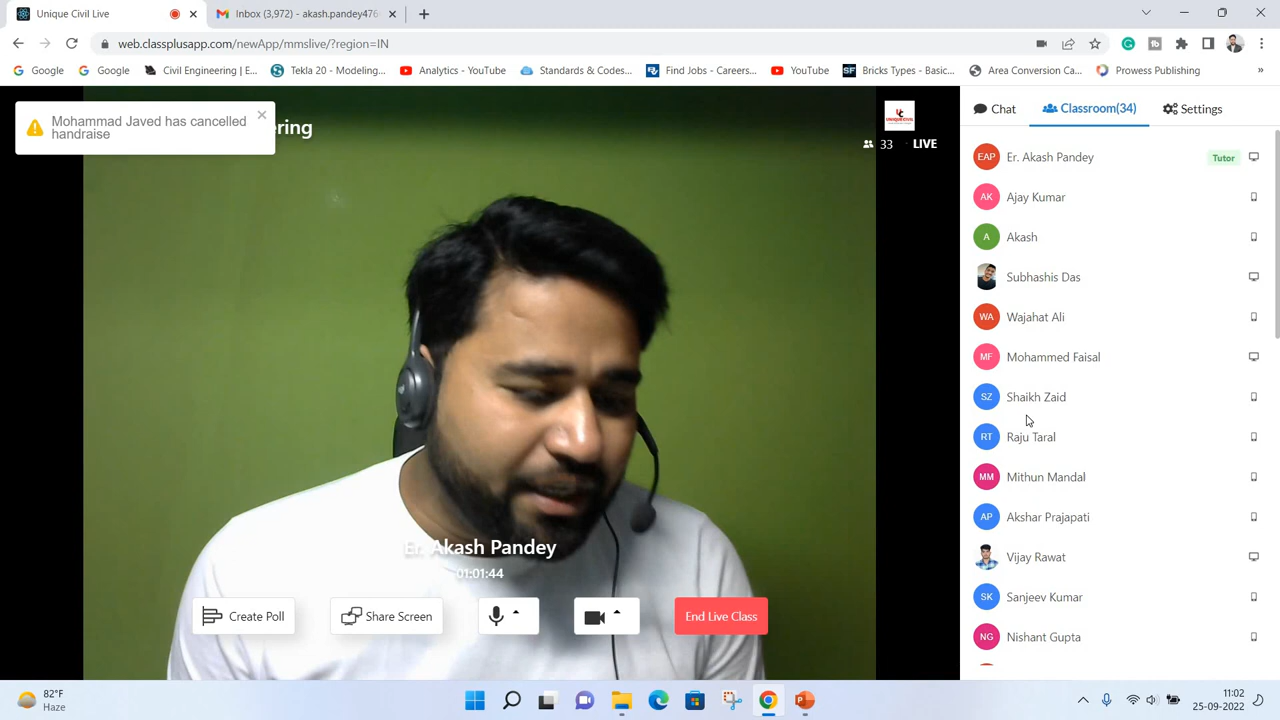 Unique Civil Live
Inbox (3,972) - akash.pandey476
web.classplusapp.com/newApp/mmslive/?region=IN
Google
Google
Civil Engineering | E...
Tekla 20 - Modeling...
Analytics - YouTube
Standards & Codes...
Find Jobs - Careers...
YouTube
Bricks Types - Basic...
Area Conversion Ca...
Prowess Publishing
»
Mohammad Javed has cancelled
handraise
ering
UNIQUE CIVIL
33
LIVE
Chat
Classroom(34)
Settings
EAP Er. Akash Pandey Tutor
AK Ajay Kumar
A Akash
Subhashis Das
WA Wajahat Ali
MF Mohammed Faisal
SZ Shaikh Zaid
RT Raju Taral
MM Mithun Mandal
AP Akshar Prajapati
Vijay Rawat
SK Sanjeev Kumar
NG Nishant Gupta
Er. Akash Pandey
01:01:44
Create Poll
Share Screen
End Live Class
82°F
Haze
11:02
25-09-2022